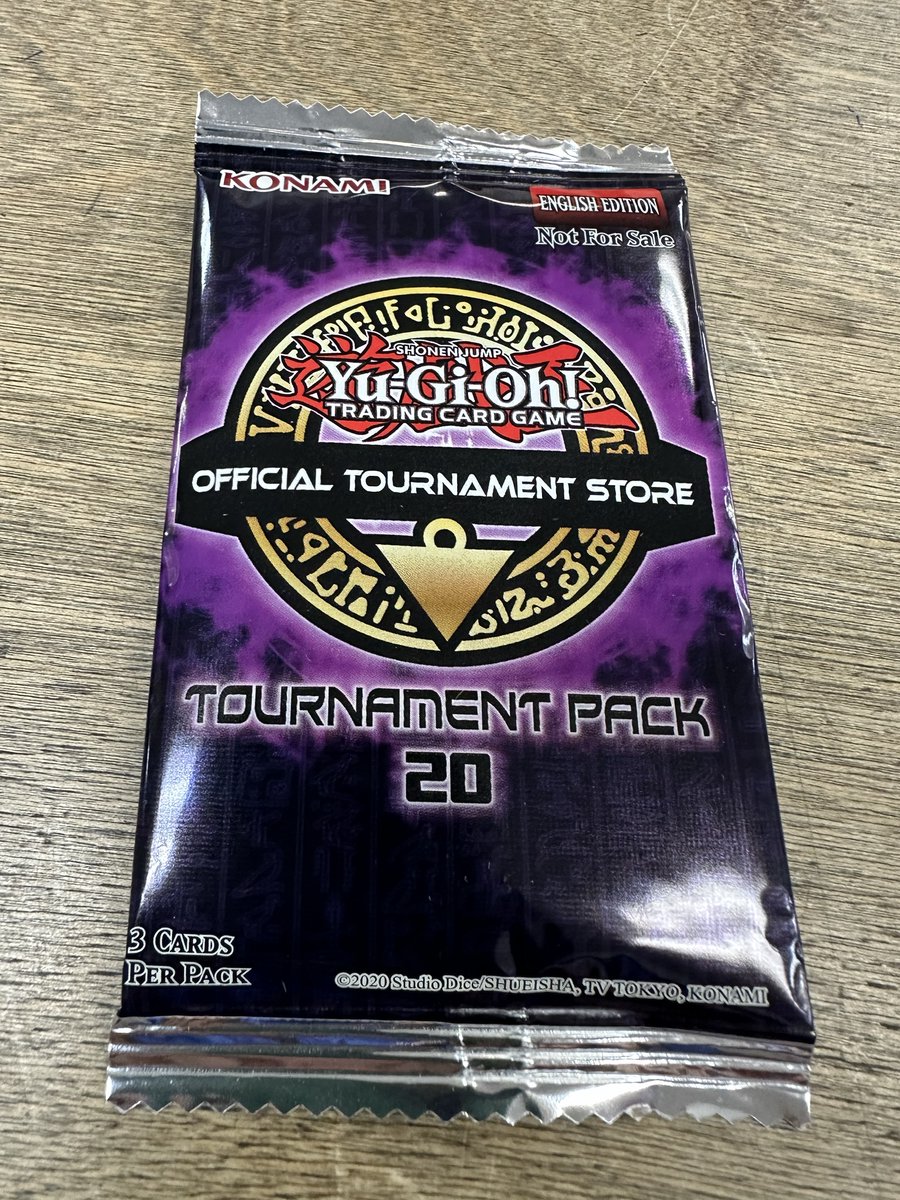 KONAMI
ENGLISH EDITION
Not For Sale
SHONEN JUMP
Yu-Gi-Oh!
TRADING CARD GAME
OFFICIAL TOURNAMENT STORE
TOURNAMENT PACK
20
3 CARDS
PER PACK
©2020 Studio Dice/SHUEISHA, TV TOKYO, KONAMI